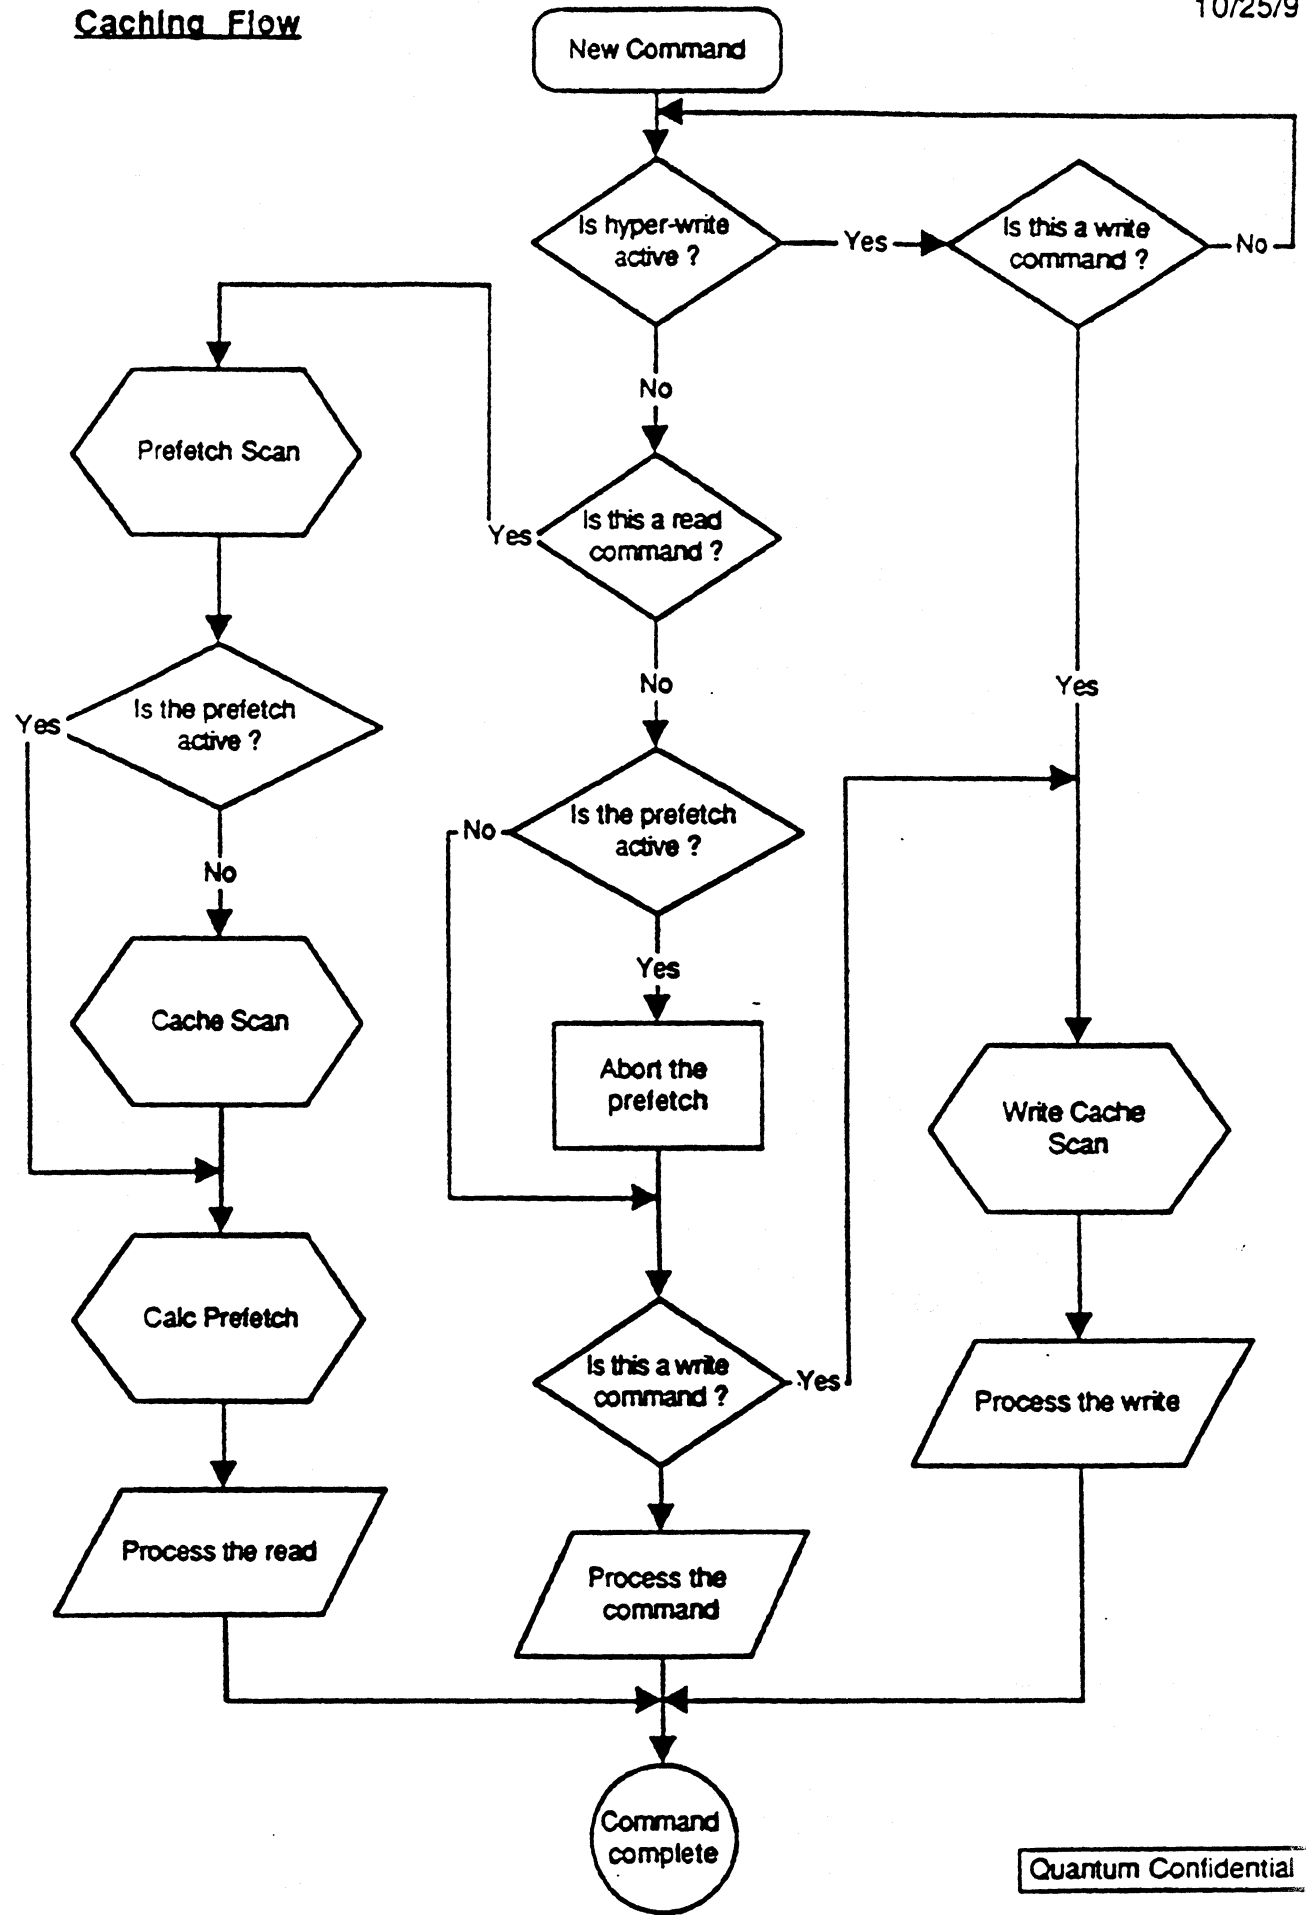 Caching Flow
10/25/9
New Command
Is hyper-write
active ?
Yes
Is this a write
command ?
No
No
Prefetch Scan
Is this a read
command ?
Yes
No
Yes
Is the prefetch
active ?
Yes
No
Is the prefetch
active ?
No
Yes
Cache Scan
Abort the
prefetch
Write Cache
Scan
Calc Prefetch
Is this a write
command ?
Yes
Process the write
Process the read
Process the
command
Command
complete
Quantum Confidential